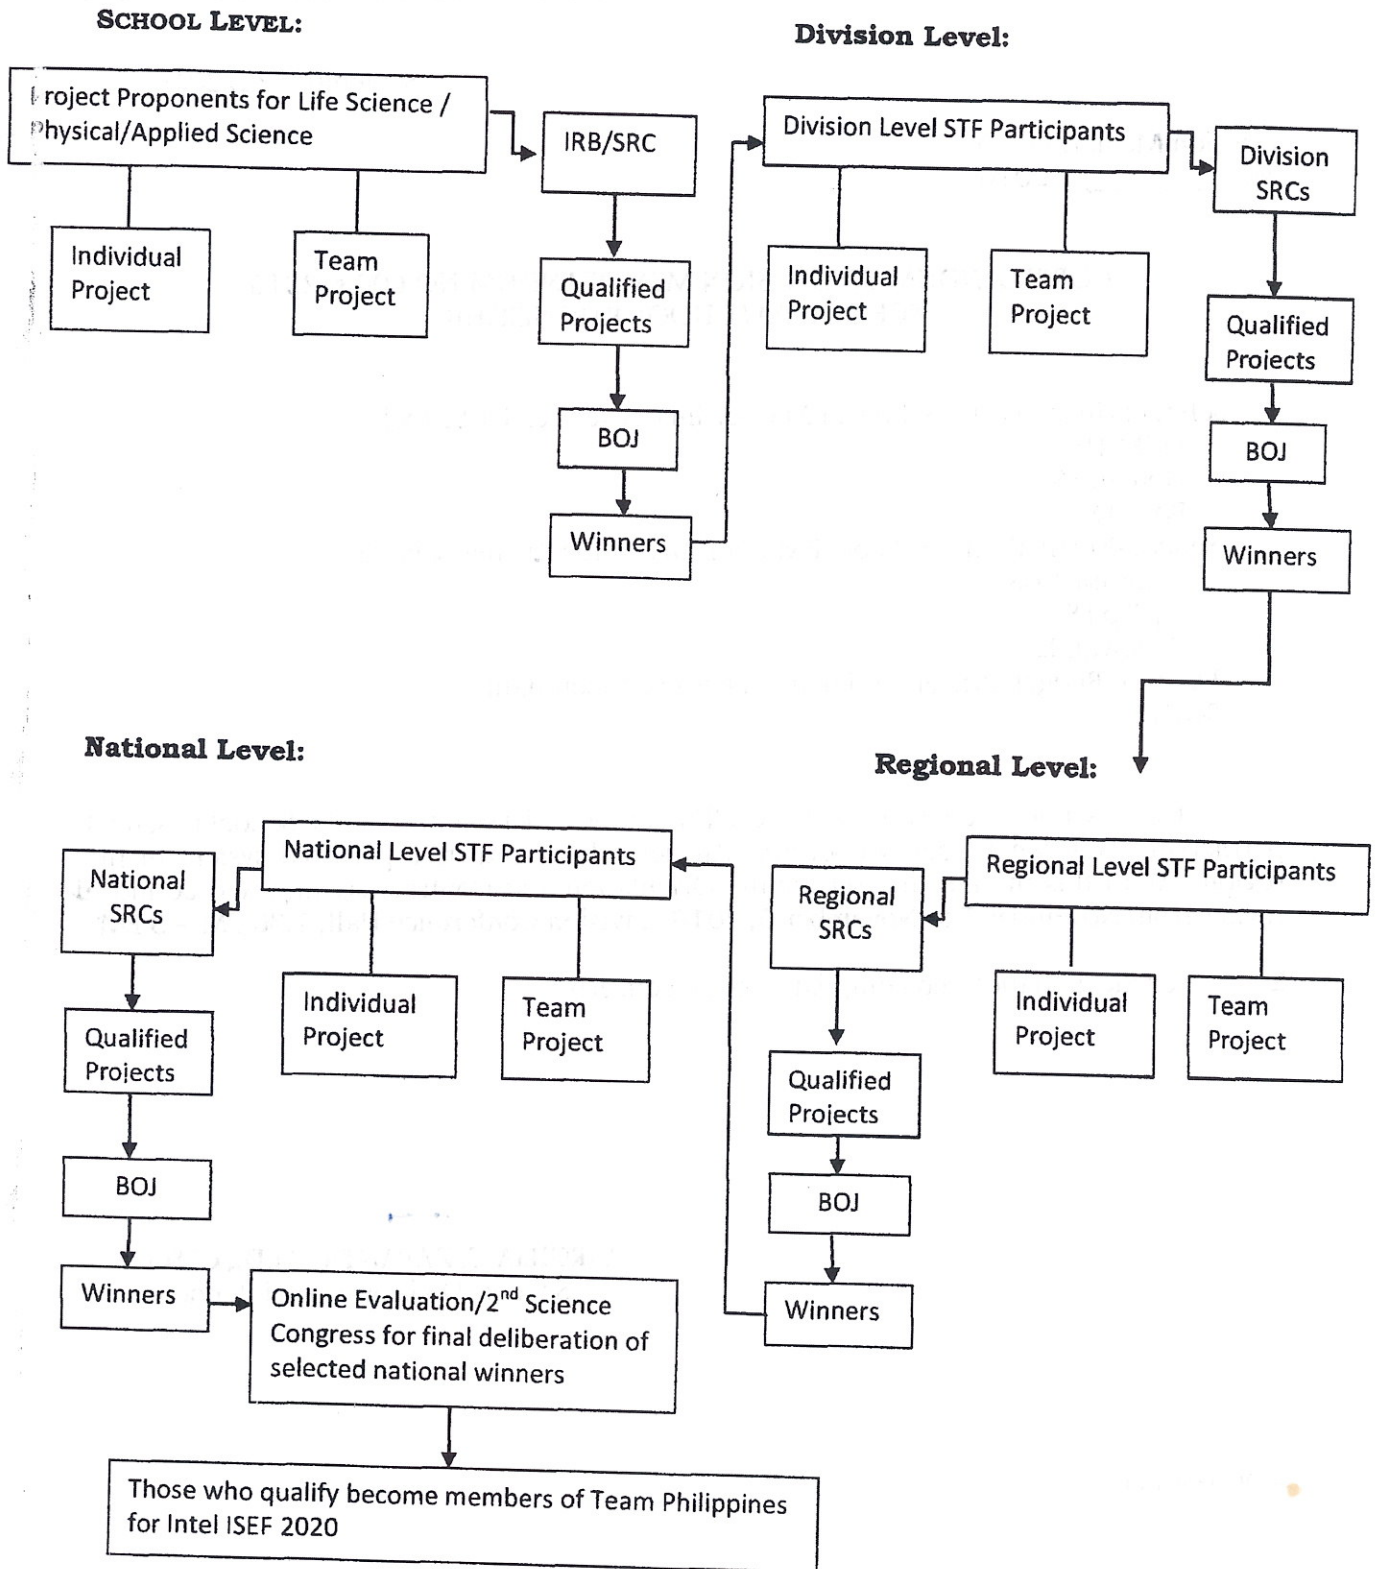 SCHOOL LEVEL:
Project Proponents for Life Science /
Physical/Applied Science
Individual
Project
Team
Project
IRB/SRC
Qualified
Projects
BOJ
Winners
Division Level:
Division Level STF Participants
Individual
Project
Team
Project
Division
SRCs
Qualified
Projects
BOJ
Winners
Regional Level:
Regional Level STF Participants
Individual
Project
Team
Project
Regional
SRCs
Qualified
Projects
BOJ
Winners
National Level:
National Level STF Participants
Individual
Project
Team
Project
National
SRCs
Qualified
Projects
BOJ
Winners
Online Evaluation/2nd Science
Congress for final deliberation of
selected national winners
Those who qualify become members of Team Philippines
for Intel ISEF 2020